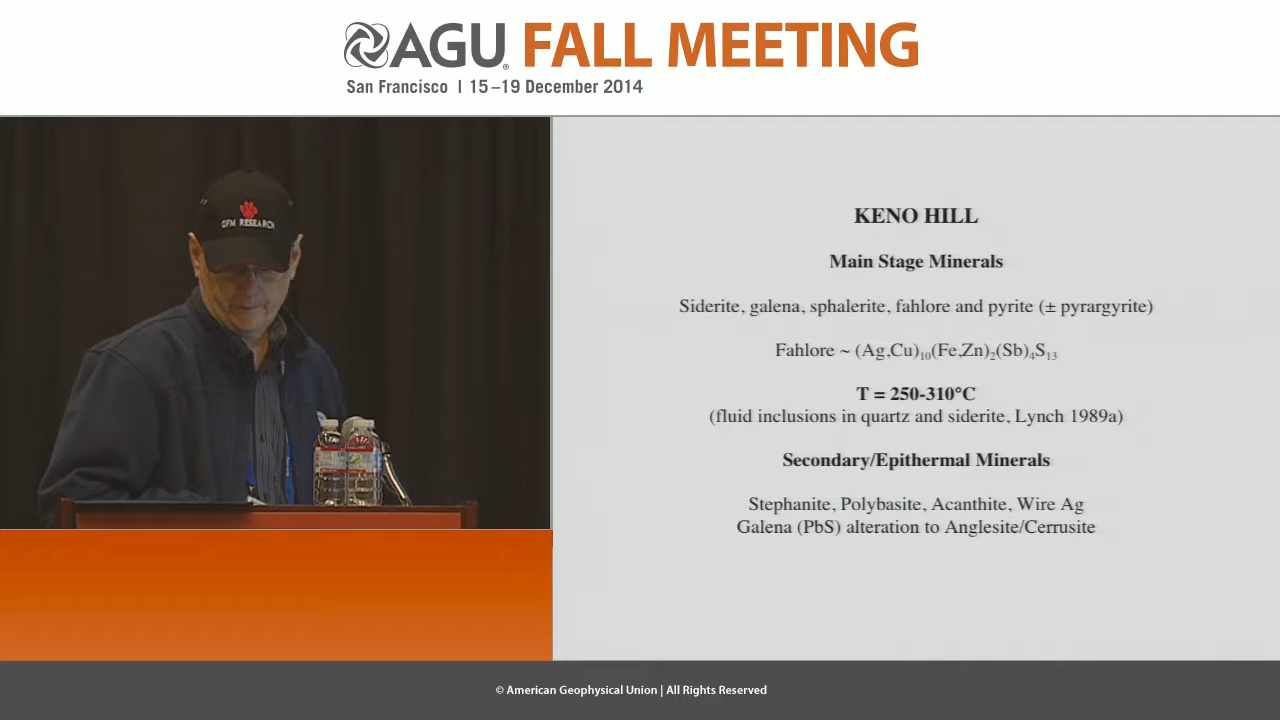 AGU® FALL MEETING
San Francisco | 15–19 December 2014
OFM RESEARCH
KENO HILL
Main Stage Minerals
Siderite, galena, sphalerite, fahlore and pyrite (± pyrargyrite)
Fahlore ~ (Ag,Cu)₁₀(Fe,Zn)₂(Sb)₄S₁₃
T = 250-310°C
(fluid inclusions in quartz and siderite, Lynch 1989a)
Secondary/Epithermal Minerals
Stephanite, Polybasite, Acanthite, Wire Ag
Galena (PbS) alteration to Anglesite/Cerrusite
© American Geophysical Union | All Rights Reserved